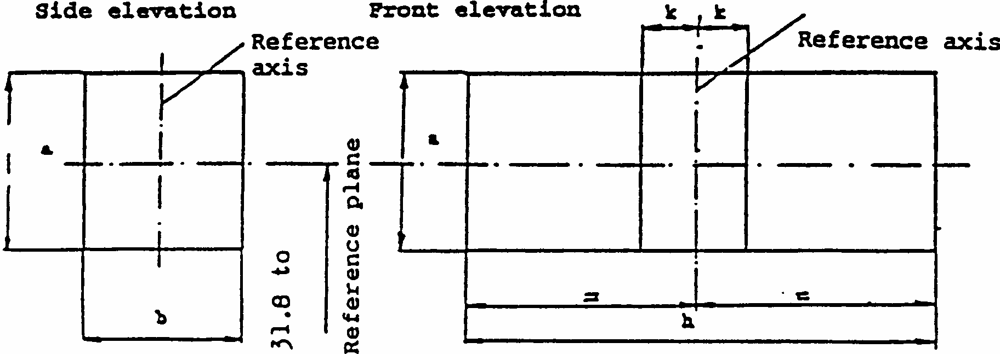 Side elevation
Front elevation
k k
Reference
axis
Reference axis
a
a
31.8 to
Reference plane
= =
b
h